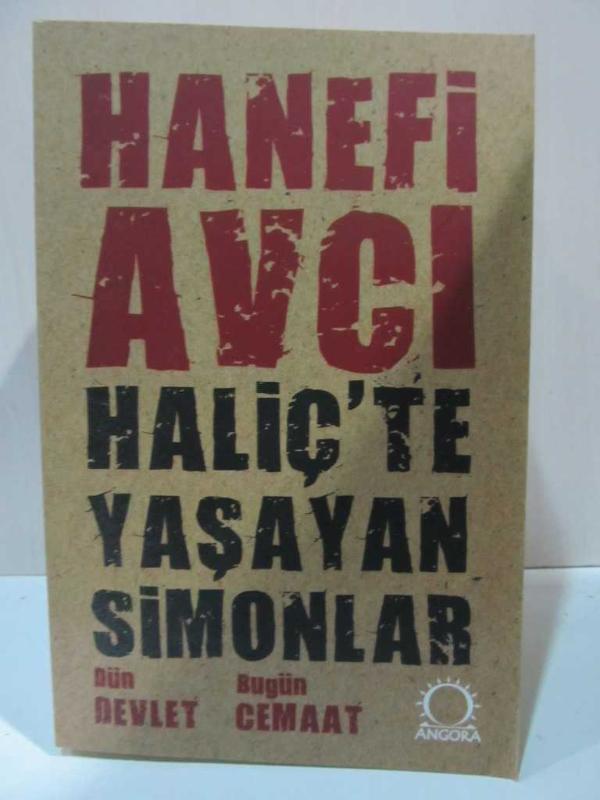 HANEFİ
AVCI
HALİÇ'TE
YAŞAYAN
SİMONLAR
Dün Bugün
DEVLET CEMAAT
ANGORA